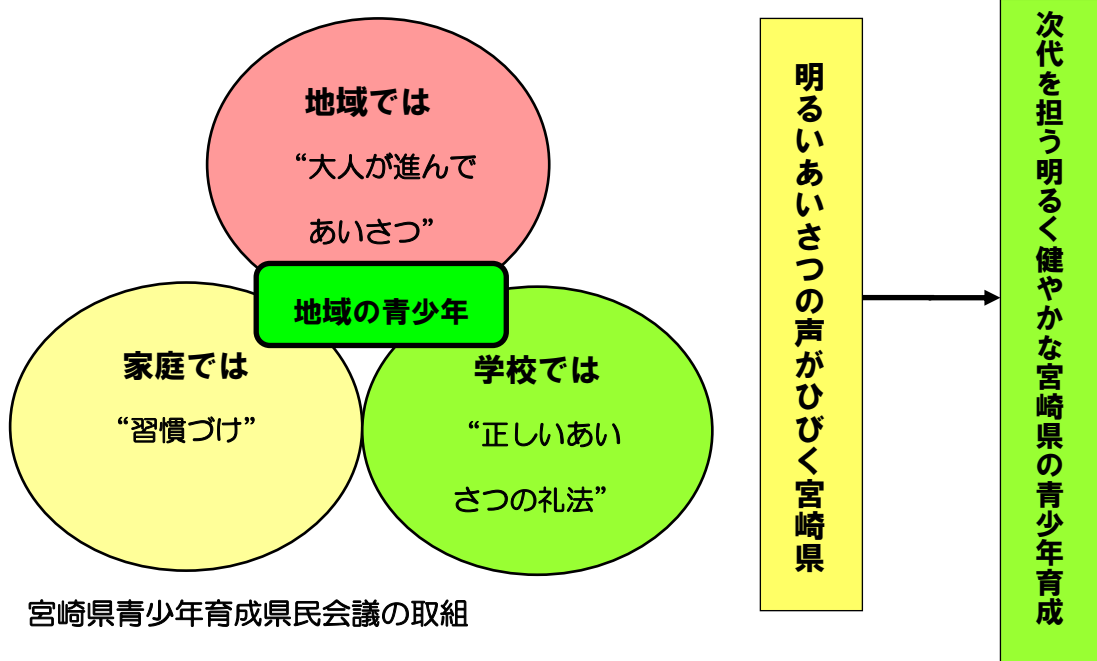 地域では
“大人が進んで
あいさつ”
地域の青少年
家庭では
“習慣づけ”
学校では
“正しいあい
さつの礼法”
宮崎県青少年育成県民会議の取組
明るいあいさつの声がひびく宮崎県
次代を担う明るく健やかな宮崎県の青少年育成